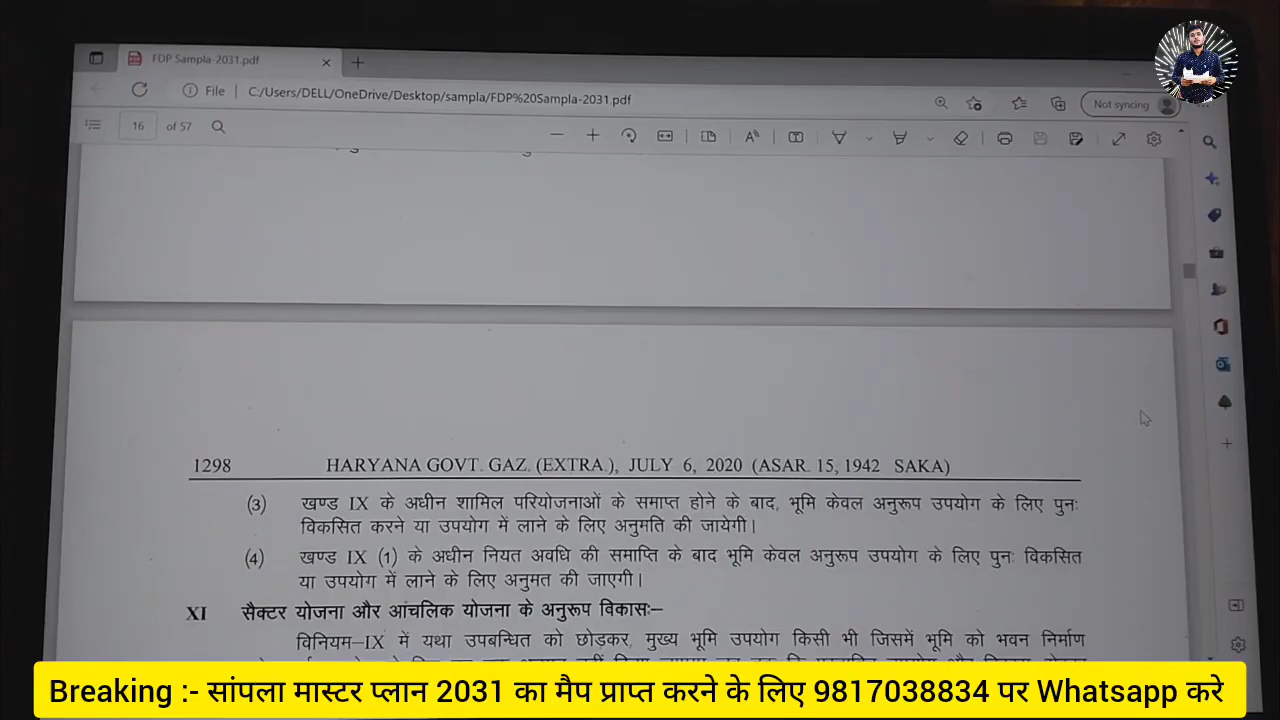 FDP Sampla-2031.pdf
File | C:/Users/DELL/OneDrive/Desktop/sampla/FDP%20Sampla-2031.pdf
Not syncing
16 of 57
1298 HARYANA GOVT. GAZ. (EXTRA.), JULY 6, 2020 (ASAR. 15, 1942 SAKA)
(3) खण्ड IX के अधीन शामिल परियोजनाओं के समाप्त होने के बाद, भूमि केवल अनुरूप उपयोग के लिए पुनः
विकसित करने या उपयोग में लाने के लिए अनुमति की जायेगी।
(4) खण्ड IX (1) के अधीन नियत अवधि की समाप्ति के बाद भूमि केवल अनुरूप उपयोग के लिए पुनः विकसित
या उपयोग में लाने के लिए अनुमत की जाएगी।
XI सैक्टर योजना और आंचलिक योजना के अनुरूप विकासः–
विनियम–IX में यथा उपबन्धित को छोडकर, मुख्य भूमि उपयोग किसी भी जिसमें भूमि को भवन निर्माण
Breaking :- सांपला मास्टर प्लान 2031 का मैप प्राप्त करने के लिए 9817038834 पर Whatsapp करे